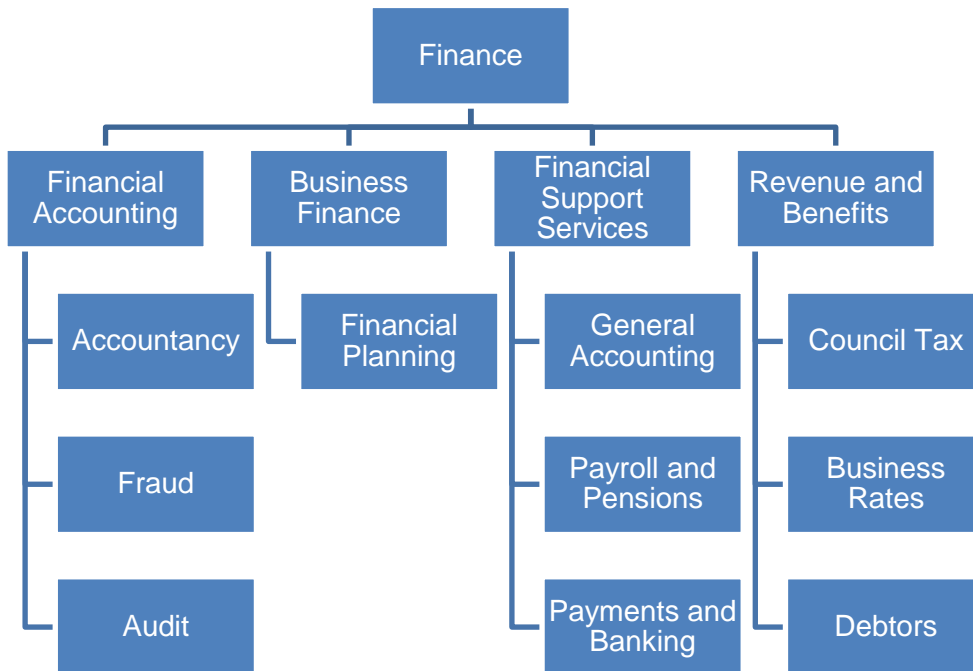 Finance
Financial
Accounting
Business
Finance
Financial
Support
Services
Revenue and
Benefits
Accountancy
Financial
Planning
General
Accounting
Council Tax
Fraud
Payroll and
Pensions
Business
Rates
Audit
Payments and
Banking
Debtors